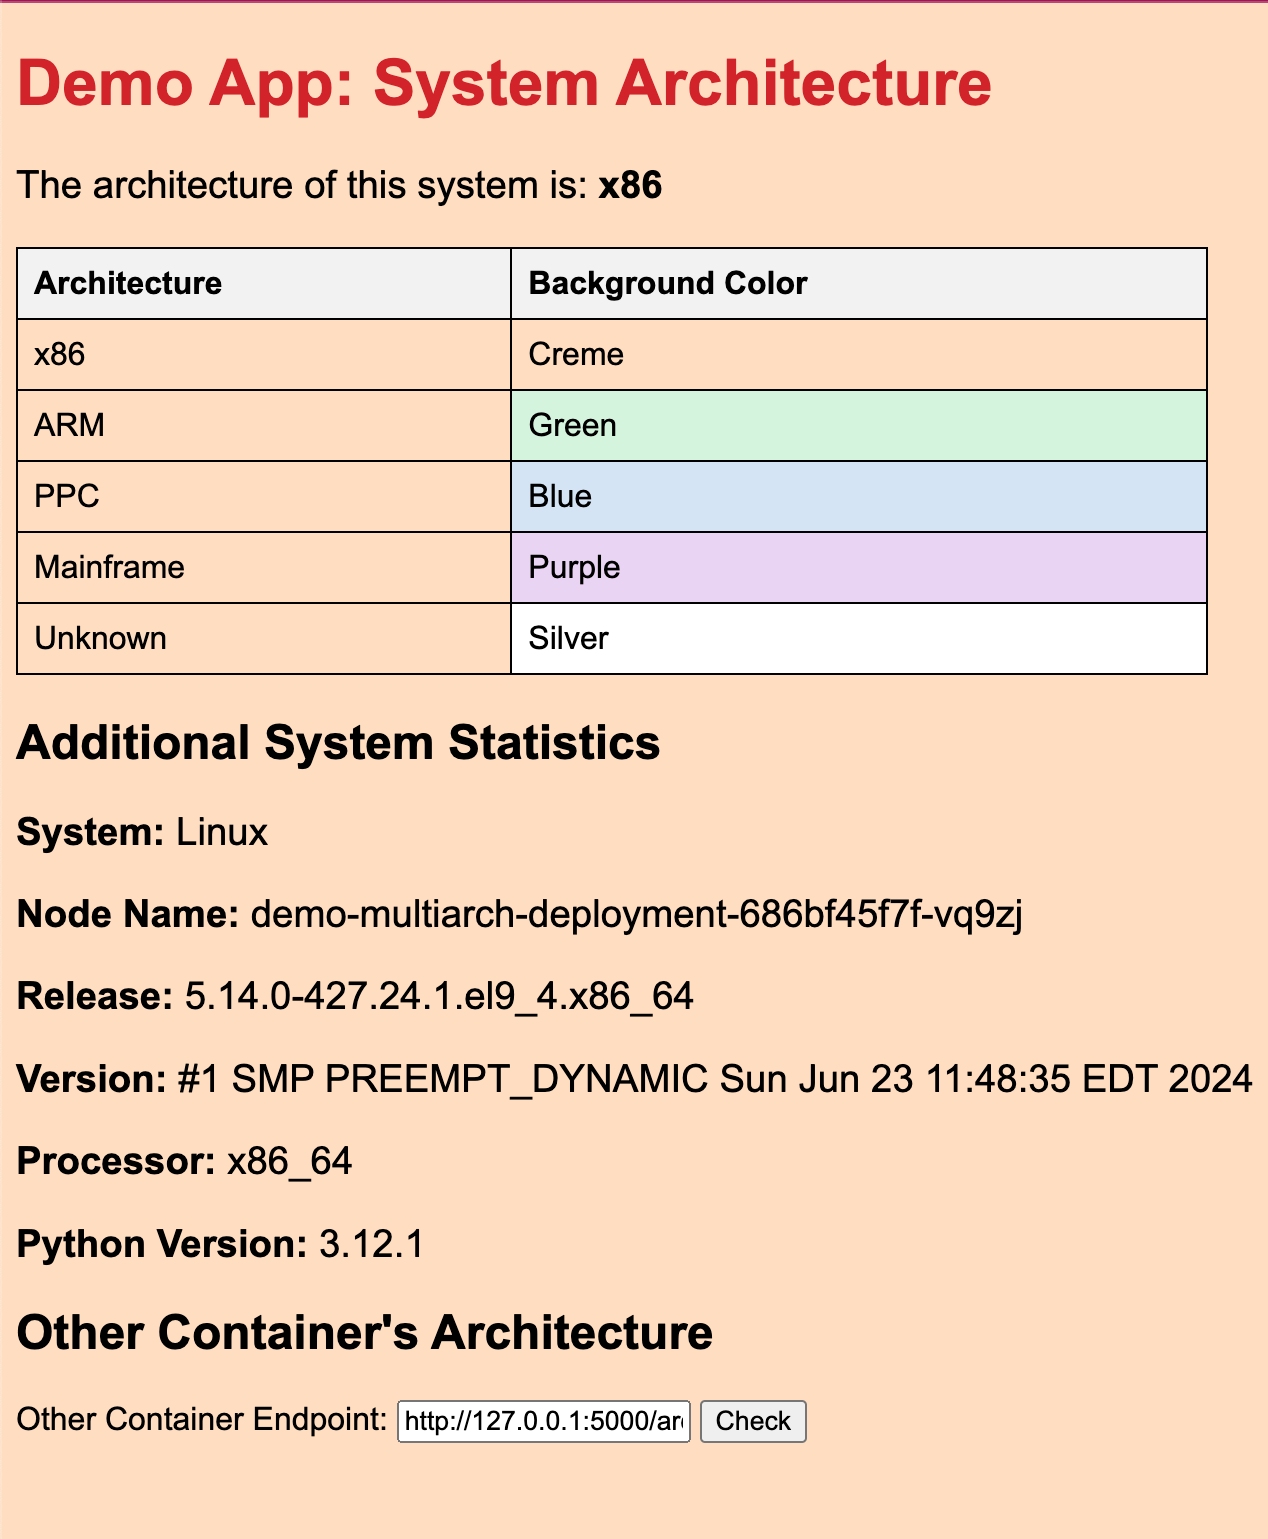 Demo App: System Architecture
The architecture of this system is: x86
Architecture Background Color
x86 Creme
ARM Green
PPC Blue
Mainframe Purple
Unknown Silver
Additional System Statistics
System: Linux
Node Name: demo-multiarch-deployment-686bf45f7f-vq9zj
Release: 5.14.0-427.24.1.el9_4.x86_64
Version: #1 SMP PREEMPT_DYNAMIC Sun Jun 23 11:48:35 EDT 2024
Processor: x86_64
Python Version: 3.12.1
Other Container's Architecture
Other Container Endpoint: http://127.0.0.1:5000/ar Check